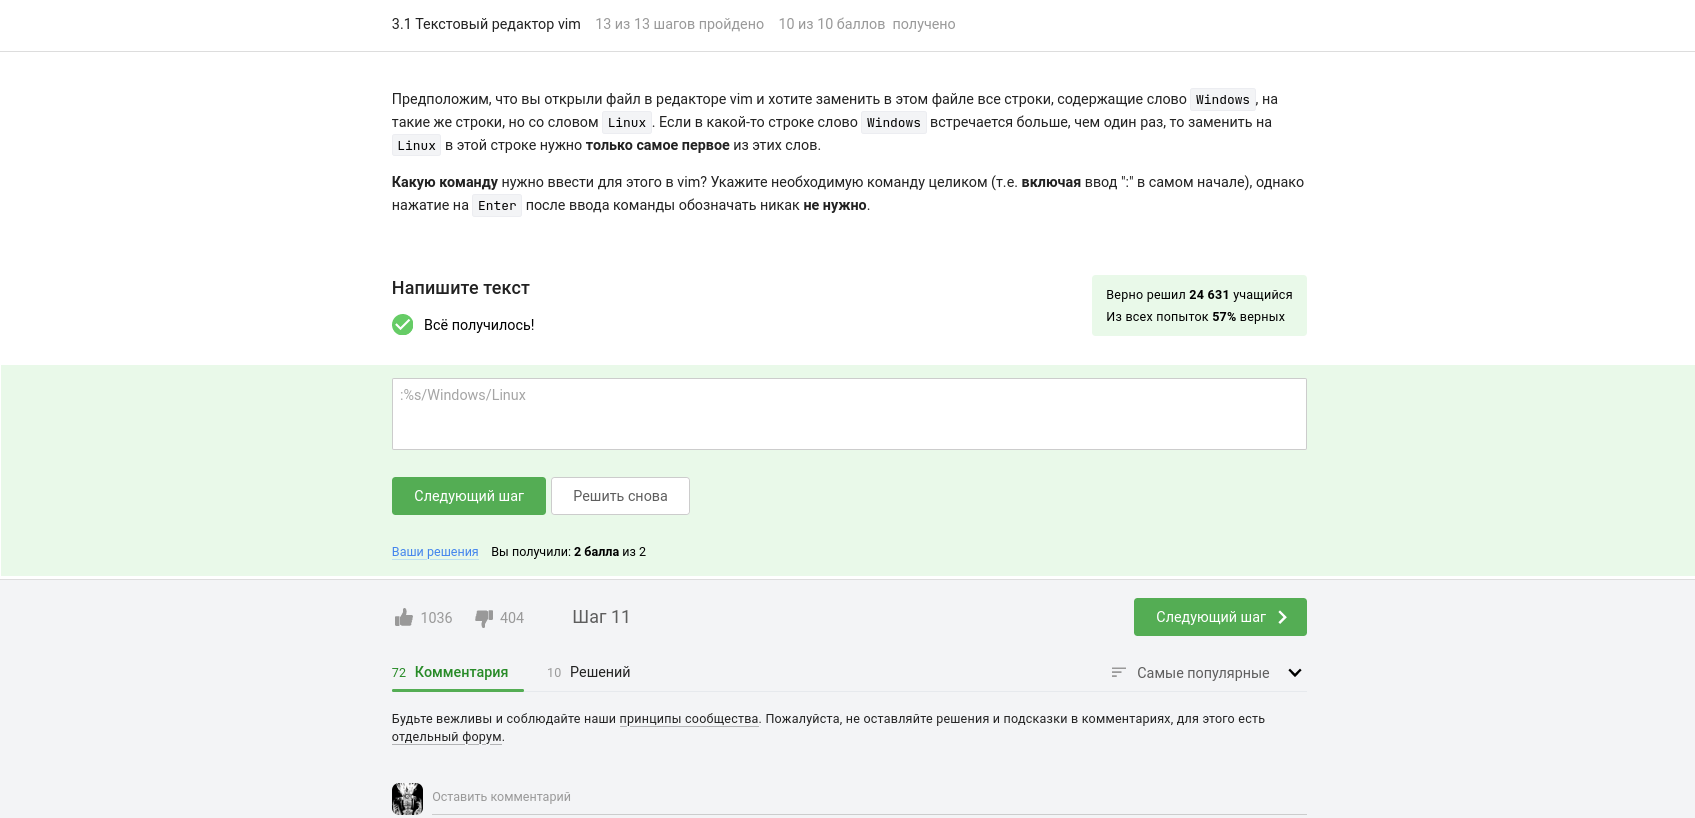 3.1 Текстовый редактор vim 13 из 13 шагов пройдено 10 из 10 баллов получено
Предположим, что вы открыли файл в редакторе vim и хотите заменить в этом файле все строки, содержащие слово Windows, на
такие же строки, но со словом Linux. Если в какой-то строке слово Windows встречается больше, чем один раз, то заменить на
Linux в этой строке нужно только самое первое из этих слов.
Какую команду нужно ввести для этого в vim? Укажите необходимую команду целиком (т.е. включая ввод ":" в самом начале), однако
нажатие на Enter после ввода команды обозначать никак не нужно.
Напишите текст
Всё получилось!
Верно решил 24 631 учащийся
Из всех попыток 57% верных
:%s/Windows/Linux
Следующий шаг Решить снова
Ваши решения Вы получили: 2 балла из 2
1036 404 Шаг 11 Следующий шаг
72 Комментария 10 Решений Самые популярные
Будьте вежливы и соблюдайте наши принципы сообщества. Пожалуйста, не оставляйте решения и подсказки в комментариях, для этого есть
отдельный форум.
Оставить комментарий